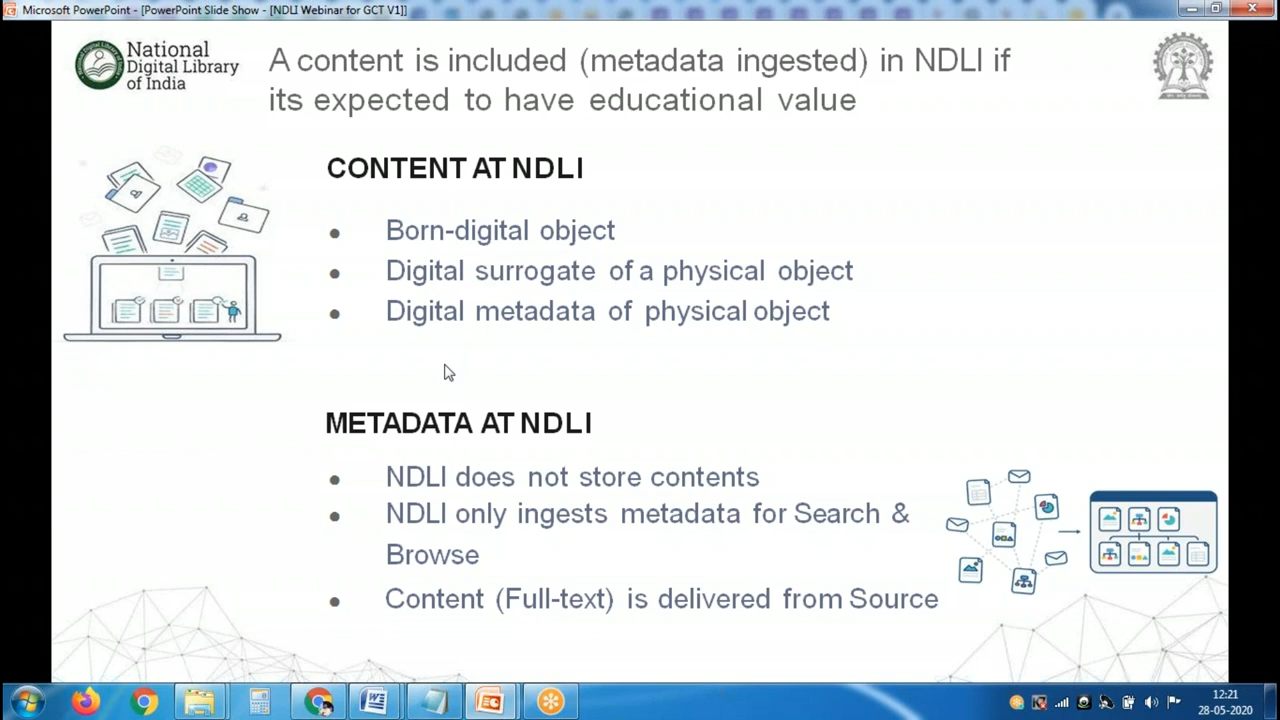 Microsoft PowerPoint - [PowerPoint Slide Show - [NDLI Webinar for GCT V1]]
National
Digital Library
of India
A content is included (metadata ingested) in NDLI if
its expected to have educational value
CONTENT AT NDLI
Born-digital object
Digital surrogate of a physical object
Digital metadata of physical object
METADATA AT NDLI
NDLI does not store contents
NDLI only ingests metadata for Search &
Browse
Content (Full-text) is delivered from Source
12:21
28-05-2020